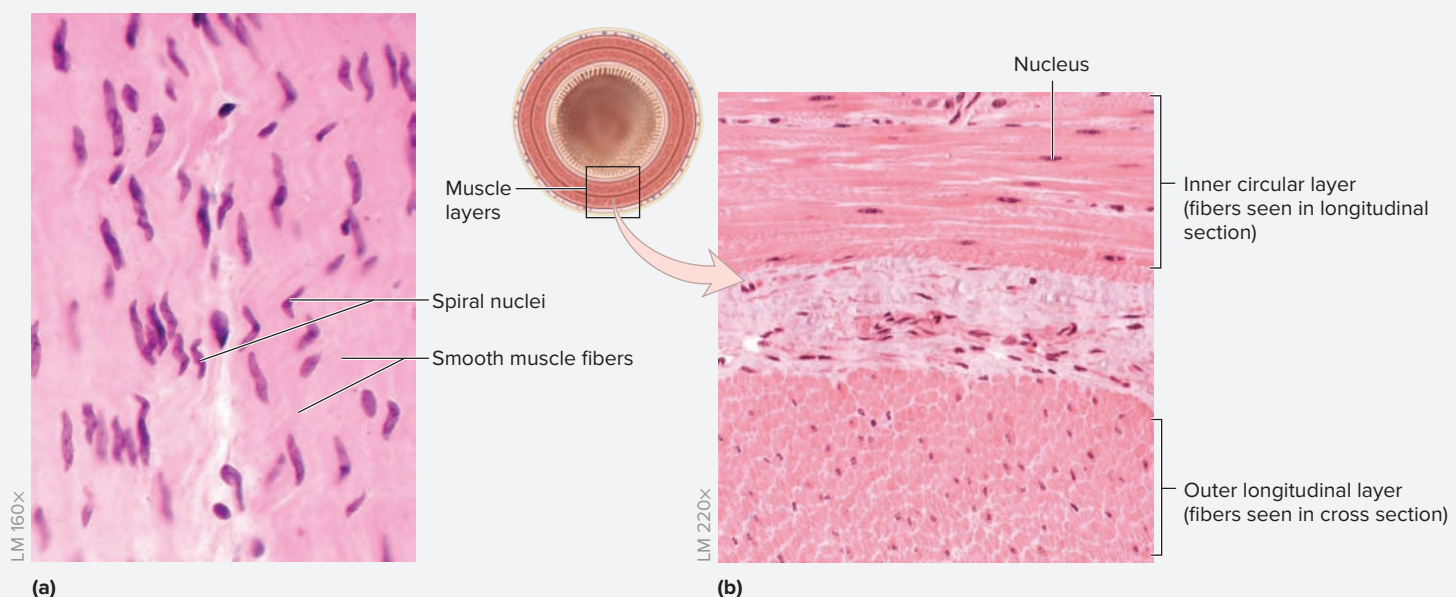 Nucleus
Muscle
layers
Inner circular layer
(fibers seen in longitudinal
section)
Spiral nuclei
Smooth muscle fibers
Outer longitudinal layer
(fibers seen in cross section)
LM 160×
LM 220×
(a)
(b)